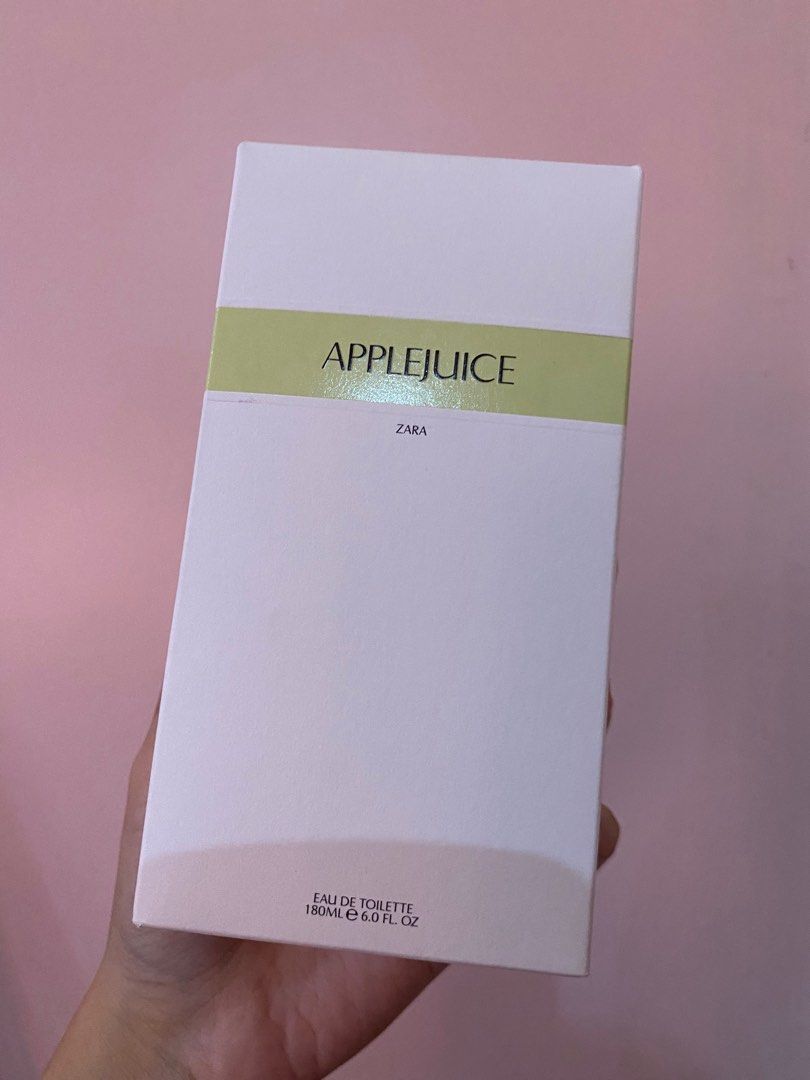 APPLEJUICE
ZARA
EAU DE TOILETTE
180ML e 6.0 FL. OZ